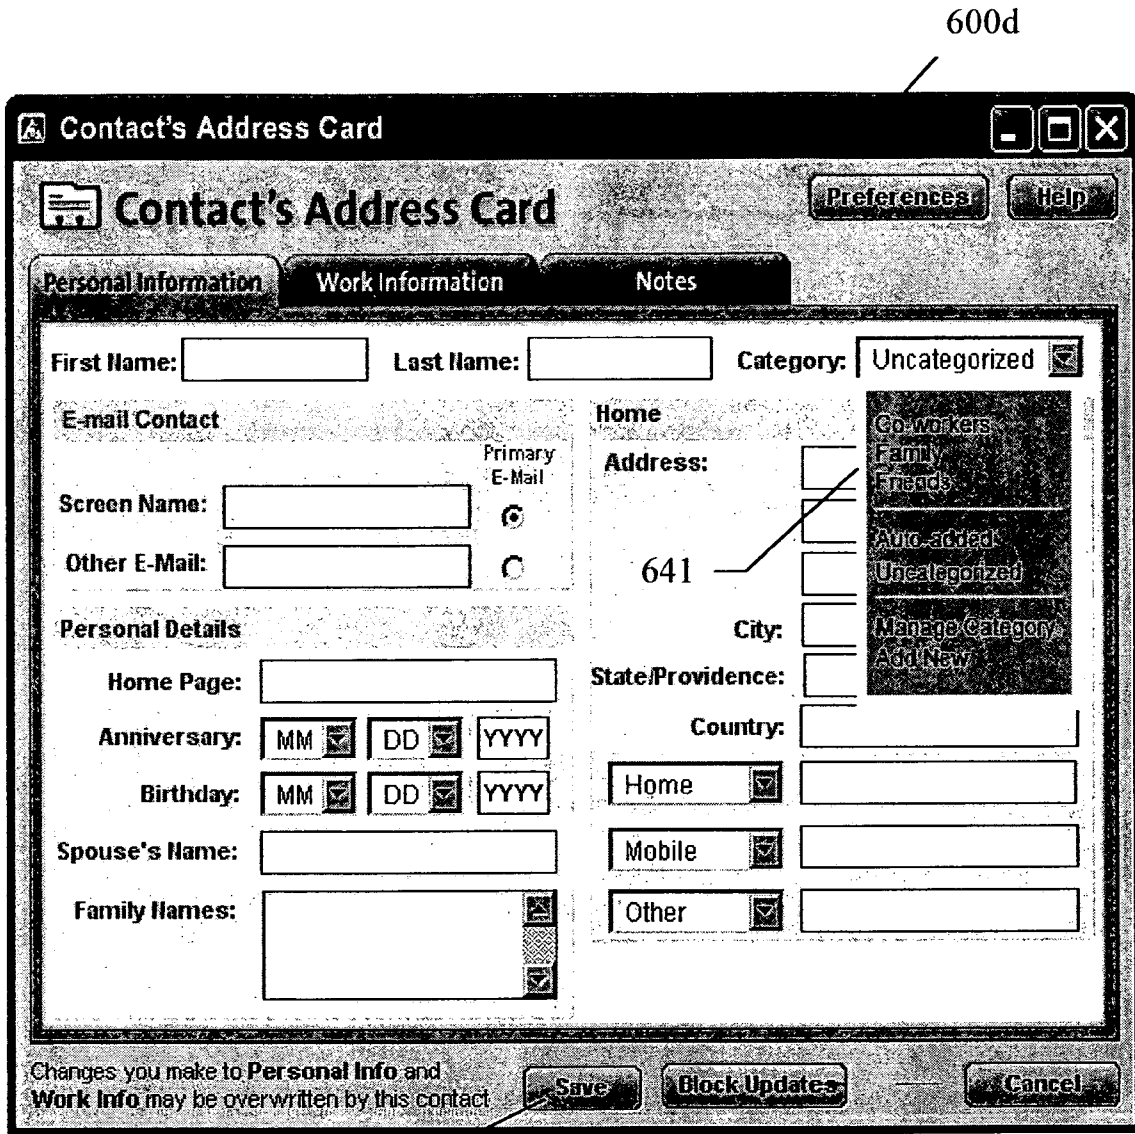 600d
Contact's Address Card
Contact's Address Card
Preferences
Help
Personal Information
Work Information
Notes
First Name:
Last Name:
Category:
Uncategorized
E-mail Contact
Primary
E-Mail
Screen Name:
Other E-Mail:
Personal Details
Home Page:
Anniversary:
MM
DD
YYYY
Birthday:
MM
DD
YYYY
Spouse's Name:
Family Names:
Home
Address:
Co-workers
Family
Friends
Auto-added
Uncategorized
Manage Category
Add New
641
City:
State/Providence:
Country:
Home
Mobile
Other
Changes you make to Personal Info and
Work Info may be overwritten by this contact
Save
Block Updates
Cancel